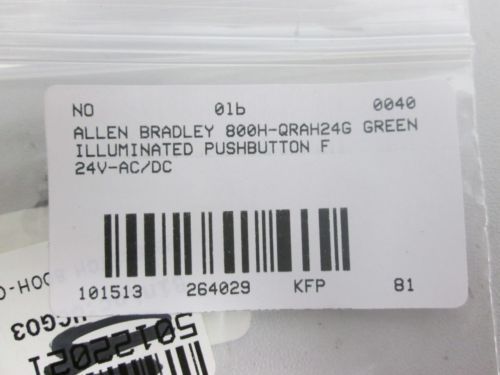 NO 01b 0040
ALLEN BRADLEY 800H-QRAH24G GREEN
ILLUMINATED PUSHBUTTON F
24V-AC/DC
101513 264029 KFP 81